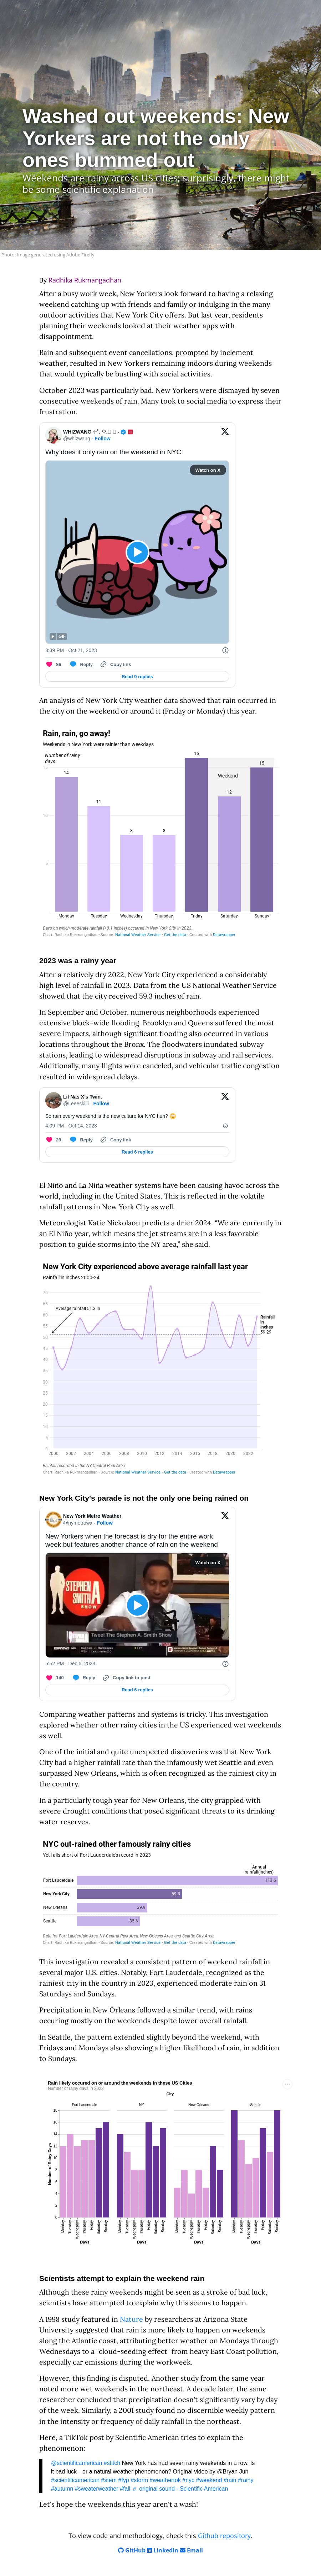 Washed out weekends: New
Yorkers are not the only
ones bummed out
Weekends are rainy across US cities; surprisingly, there might
be some scientific explanation
Photo: Image generated using Adobe Firefly
By Radhika Rukmangadhan
After a busy work week, New Yorkers look forward to having a relaxing
weekend catching up with friends and family or indulging in the many
outdoor activities that New York City offers. But last year, residents
planning their weekends looked at their weather apps with
disappointment.
Rain and subsequent event cancellations, prompted by inclement
weather, resulted in New Yorkers remaining indoors during weekends
that would typically be bustling with social activities.
October 2023 was particularly bad. New Yorkers were dismayed by seven
consecutive weekends of rain. Many took to social media to express their
frustration.
WHIZWANG
@whizwang · Follow
Why does it only rain on the weekend in NYC
Watch on X
GIF
3:39 PM · Oct 21, 2023
Reply Copy link
Read 8 replies
An analysis of New York City weather data showed that rain occurred in
the city on the weekend or around it (Friday or Monday) this year.
Rain, rain, go away!
Weekends in New York were rainier than weekdays
Number of rainy
days
15
10
5
14
11
8
8
16
Weekend
12
15
Monday Tuesday Wednesday Thursday Friday Saturday Sunday
Days on which moderate rainfall (>0.1 inches) occurred in New York City in 2023.
Chart: Radhika Rukmangadhan • Source: National Weather Service • Get the data • Created with Datawrapper
2023 was a rainy year
After a relatively dry 2022, New York City experienced a considerably
high level of rainfall in 2023. Data from the US National Weather Service
showed that the city received 59.3 inches of rain.
In September and October, numerous neighborhoods experienced
extensive block-wide flooding. Brooklyn and Queens suffered the most
severe impacts, although significant flooding also occurred in various
locations throughout the Bronx. The floodwaters inundated subway
stations, leading to widespread disruptions in subway and rail services.
Additionally, many flights were canceled, and vehicular traffic congestion
resulted in widespread delays.
Lil Nas X's Twin.
Follow
So rain every weekend is the new culture for NYC huh?
4:09 PM · Oct 14, 2023
Reply Copy link
Read 6 replies
El Niño and La Niña weather systems have been causing havoc across the
world, including in the United States. This is reflected in the volatile
rainfall patterns in New York City as well.
Meteorologist Katie Nickolaou predicts a drier 2024. “We are currently in
an El Niño year, which means the jet streams are in a less favorable
position to guide storms into the NY area,” she said.
New York City experienced above average rainfall last year
Rainfall in inches 2000-24
70
65
60
55
50
45
40
35
30
25
20
15
10
5
0
Average rainfall 51.3 in
Rainfall
in
inches
59.29
2000 2002 2004 2006 2008 2010 2012 2014 2016 2018 2020 2022
Rainfall recorded in the NY-Central Park Area
Chart: Radhika Rukmangadhan • Source: National Weather Service • Get the data • Created with Datawrapper
New York City's parade is not the only one being rained on
New York Metro Weather
@nymetrowx · Follow
New Yorkers when the forecast is dry for the entire work
week but features another chance of rain on the weekend
Watch on X
STEPHEN A.
SMITH SHOW
Tweet The Stephen A. Smith Show
5:52 PM · Dec 6, 2023
140 Reply Copy link to post
Read 8 replies
Comparing weather patterns and systems is tricky. This investigation
explored whether other rainy cities in the US experienced wet weekends
as well.
One of the initial and quite unexpected discoveries was that New York
City had a higher rainfall rate than the infamously wet Seattle and even
surpassed New Orleans, which is often recognized as the rainiest city in
the country.
In a particularly tough year for New Orleans, the city grappled with
severe drought conditions that posed significant threats to its drinking
water reserves.
NYC out-rained other famously rainy cities
Yet falls short of Fort Lauderdale's record in 2023
Annual
rainfall(inches)
Fort Lauderdale 113.6
New York City 59.3
New Orleans 39.9
Seattle 35.6
Data for Fort Lauderdale Area, NY-Central Park Area, New Orleans Area, and Seattle City Area.
Chart: Radhika Rukmangadhan • Source: National Weather Service • Get the data • Created with Datawrapper
This investigation revealed a consistent pattern of weekend rainfall in
several major U.S. cities. Notably, Fort Lauderdale, recognized as the
rainiest city in the country in 2023, experienced moderate rain on 31
Saturdays and Sundays.
Precipitation in New Orleans followed a similar trend, with rains
occuring mostly on the weekends despite lower overall rainfall.
In Seattle, the pattern extended slightly beyond the weekend, with
Fridays and Mondays also showing a higher likelihood of rain, in addition
to Sundays.
Rain likely occured on or around the weekends in these US Cities
Number of rainy days in 2023
City
Fort Lauderdale NY New Orleans Seattle
Number of Rainy Days
18
16
14
12
10
8
6
4
2
0
Monday Tuesday Wednesday Thursday Friday Saturday Sunday Monday Tuesday Wednesday Thursday Friday Saturday Sunday Monday Tuesday Wednesday Thursday Friday Saturday Sunday Monday Tuesday Wednesday Thursday Friday Saturday Sunday
Days Days Days Days
Scientists attempt to explain the weekend rain
Although these rainy weekends might be seen as a stroke of bad luck,
scientists have attempted to explain why this seems to happen.
A 1998 study featured in Nature by researchers at Arizona State
University suggested that rain is more likely to happen on weekends
along the Atlantic coast, attributing better weather on Mondays through
Wednesdays to a "cloud-seeding effect" from heavy East Coast pollution,
especially car emissions during the workweek.
However, this finding is disputed. Another study from the same year
noted more wet weekends in the northeast. A decade later, the same
researcher concluded that precipitation doesn't significantly vary by day
of the week. Similarly, a 2001 study found no discernible weekly pattern
in the intensity or frequency of daily rainfall in the northeast.
Here, a TikTok post by Scientific American tries to explain the
phenomenon:
@scientificamerican #stitch New York has had seven rainy weekends in a row. Is
it bad luck—or a natural weather phenomenon? Original video by @Bryan Jun
#scientificamerican #stem #fyp #storm #weathertok #nyc #weekend #rain #rainy
#autumn #sweaterweather #fall ♬ original sound - Scientific American
Let's hope the weekends this year aren't a wash!
To view code and methodology, check this Github repository.
GitHub LinkedIn Email